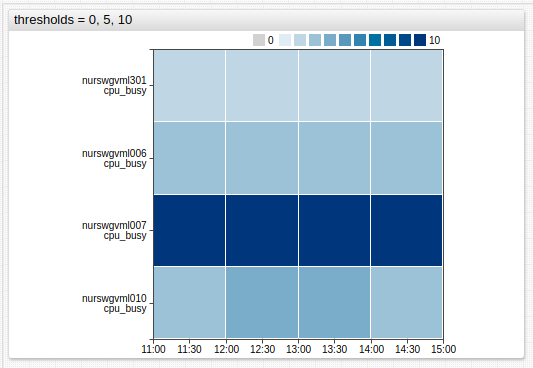 thresholds = 0, 5, 10
0 10
nurswgvml301
cpu_busy
nurswgvml006
cpu_busy
nurswgvml007
cpu_busy
nurswgvml010
cpu_busy
11:00 11:30 12:00 12:30 13:00 13:30 14:00 14:30 15:00